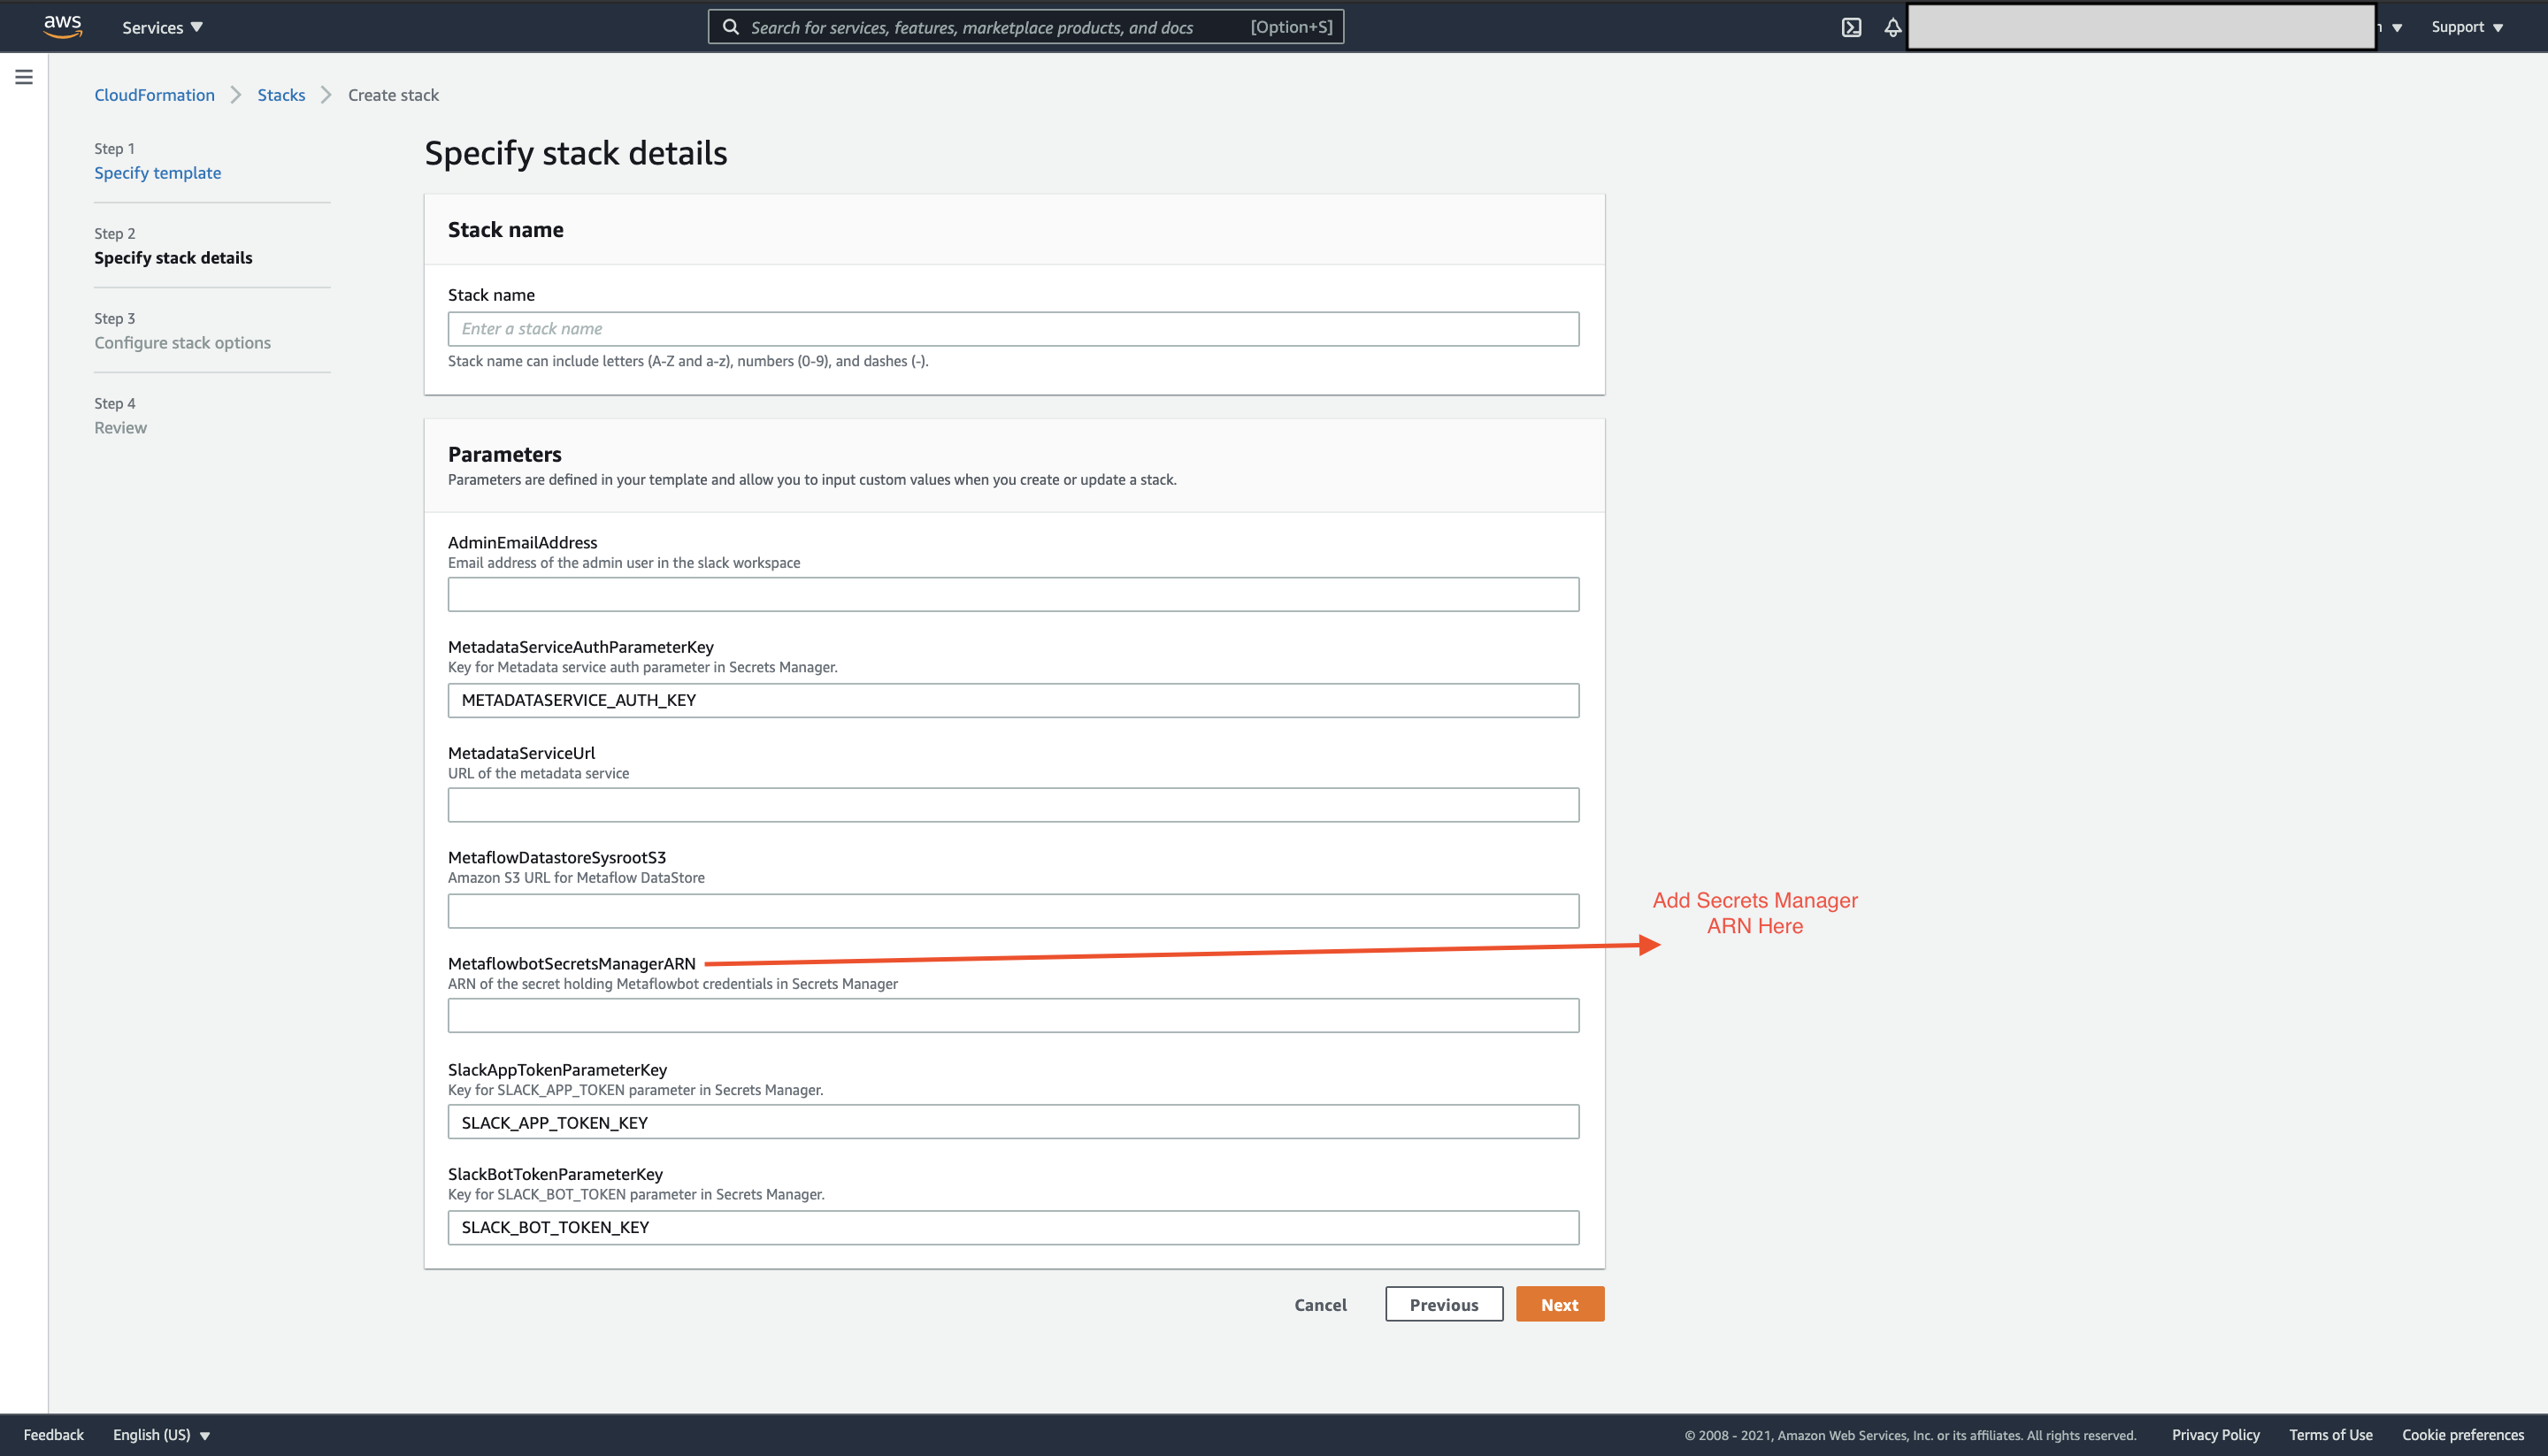 aws
Services
Search for services, features, marketplace products, and docs
[Option+S]
Support
CloudFormation
Stacks
Create stack
Step 1
Specify template
Step 2
Specify stack details
Step 3
Configure stack options
Step 4
Review
Specify stack details
Stack name
Stack name
Enter a stack name
Stack name can include letters (A-Z and a-z), numbers (0-9), and dashes (-).
Parameters
Parameters are defined in your template and allow you to input custom values when you create or update a stack.
AdminEmailAddress
Email address of the admin user in the slack workspace
MetadataServiceAuthParameterKey
Key for Metadata service auth parameter in Secrets Manager.
METADATASERVICE_AUTH_KEY
MetadataServiceUrl
URL of the metadata service
MetaflowDatastoreSysrootS3
Amazon S3 URL for Metaflow DataStore
Add Secrets Manager
ARN Here
MetaflowbotSecretsManagerARN
ARN of the secret holding Metaflowbot credentials in Secrets Manager
SlackAppTokenParameterKey
Key for SLACK_APP_TOKEN parameter in Secrets Manager.
SLACK_APP_TOKEN_KEY
SlackBotTokenParameterKey
Key for SLACK_BOT_TOKEN parameter in Secrets Manager.
SLACK_BOT_TOKEN_KEY
Cancel
Previous
Next
Feedback
English (US)
© 2008 - 2021, Amazon Web Services, Inc. or its affiliates. All rights reserved.
Privacy Policy
Terms of Use
Cookie preferences